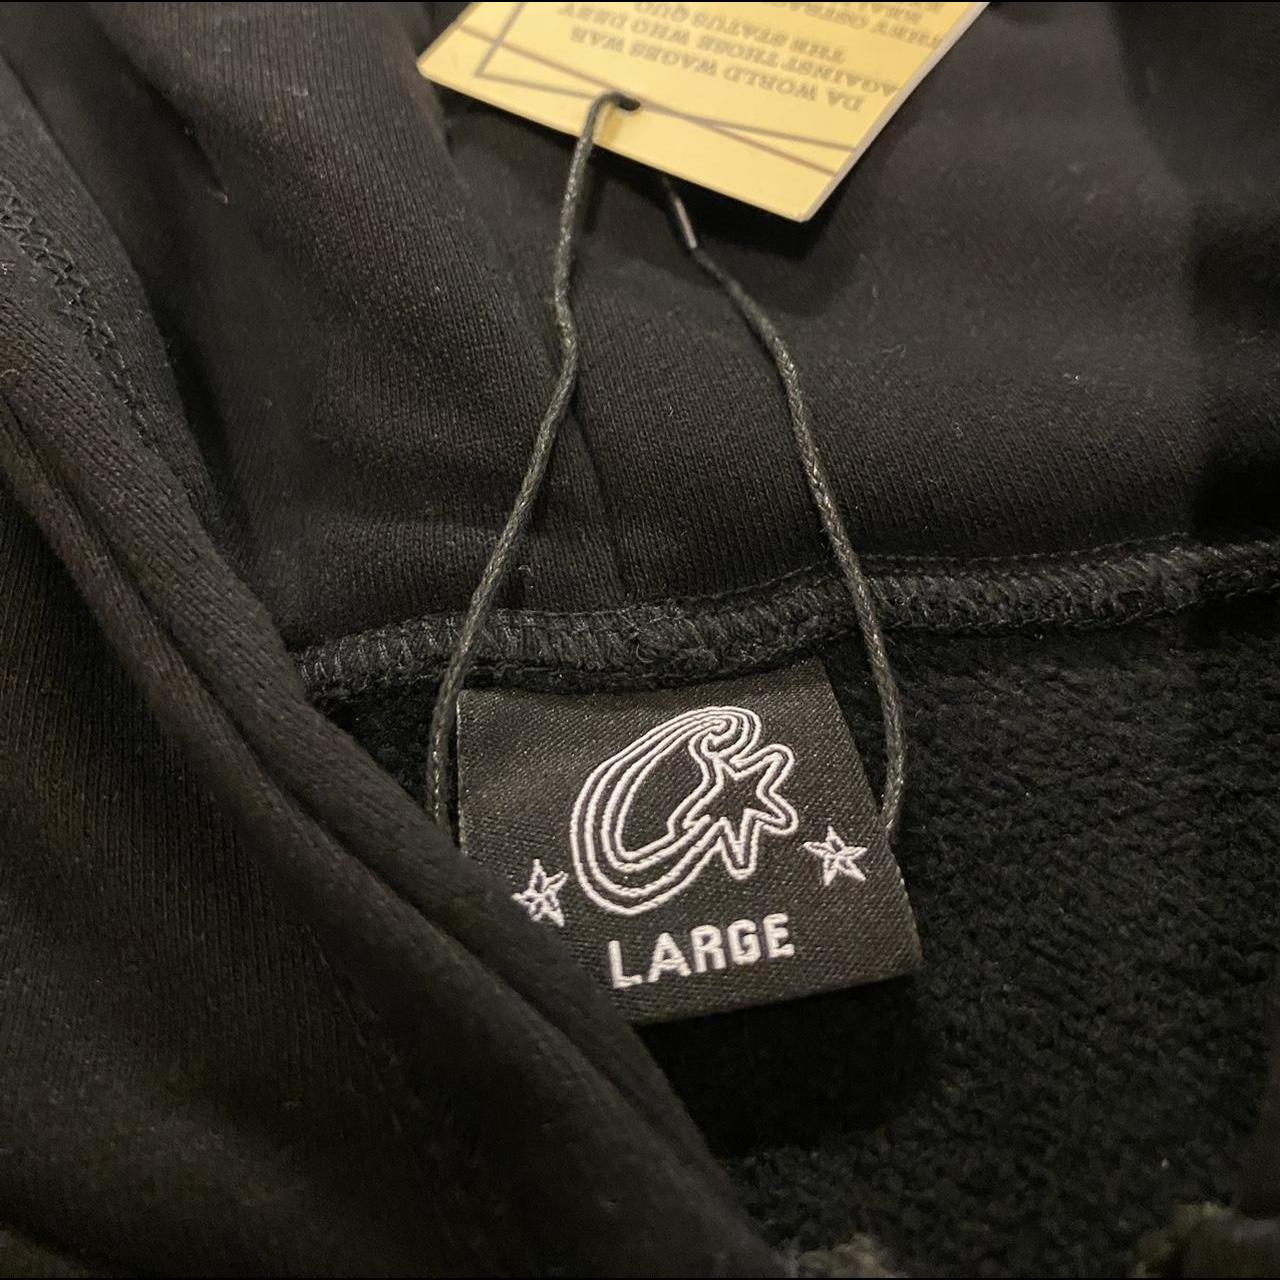 DA WORLD WAGES WAR
AGAINST THOSE WHO DEFY
THE STATUS QUO
LARGE